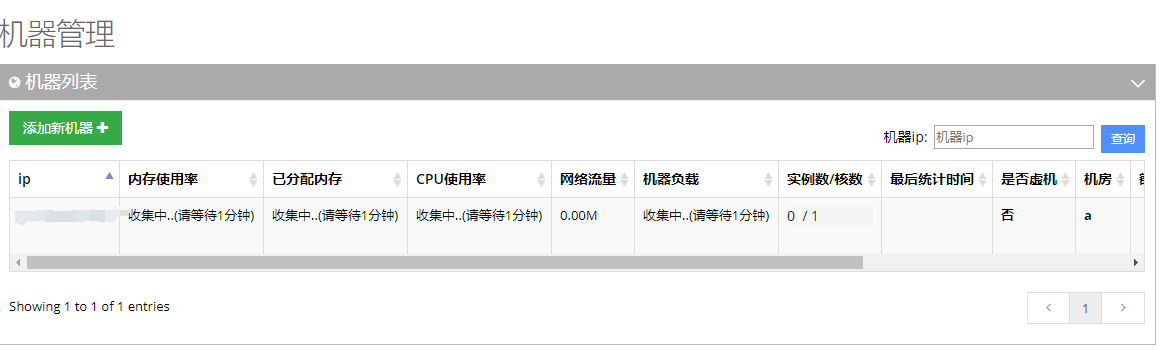 机器管理
机器列表
添加新机器
机器ip: 机器ip 查询
ip 内存使用率 已分配内存 CPU使用率 网络流量 机器负载 实例数/核数 最后统计时间 是否虚机 机房
收集中..(请等待1分钟) 收集中..(请等待1分钟) 收集中..(请等待1分钟) 0.00M 收集中..(请等待1分钟) 0 / 1 否 a
Showing 1 to 1 of 1 entries
1